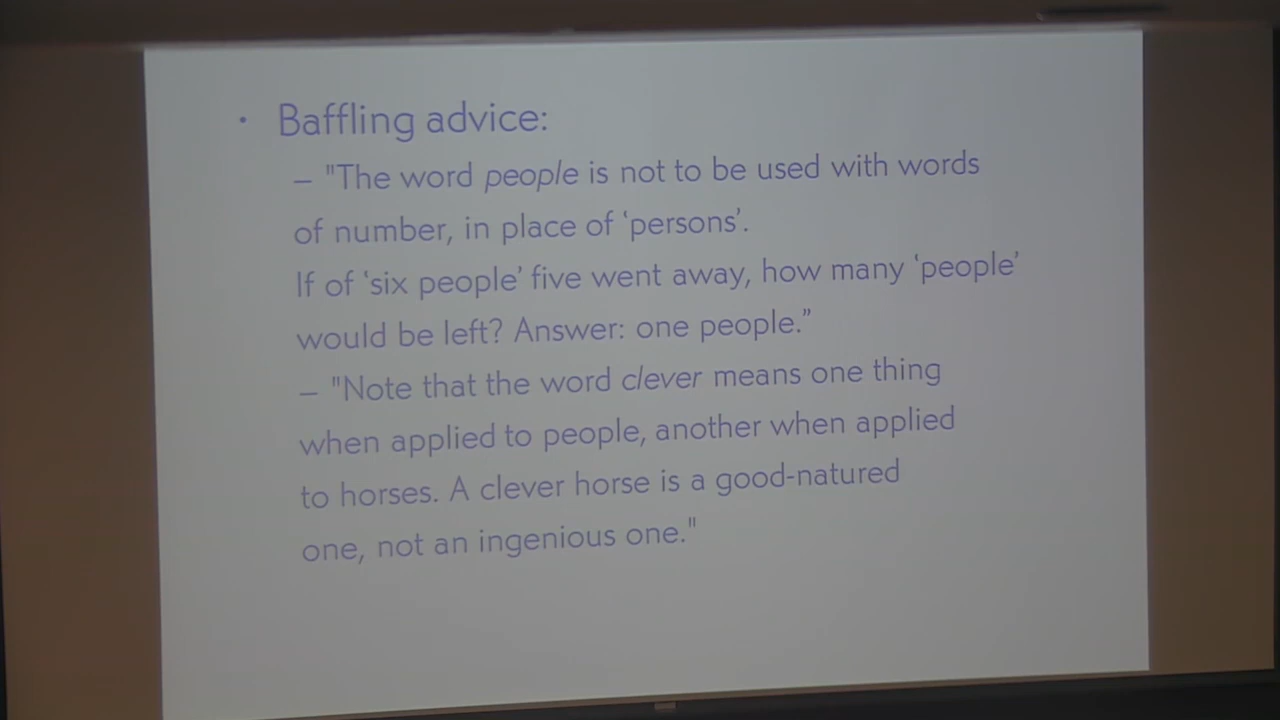 • Baffling advice:
– "The word people is not to be used with words
of number, in place of ‘persons’.
If of ‘six people’ five went away, how many ‘people’
would be left? Answer: one people.”
– "Note that the word clever means one thing
when applied to people, another when applied
to horses. A clever horse is a good-natured
one, not an ingenious one."